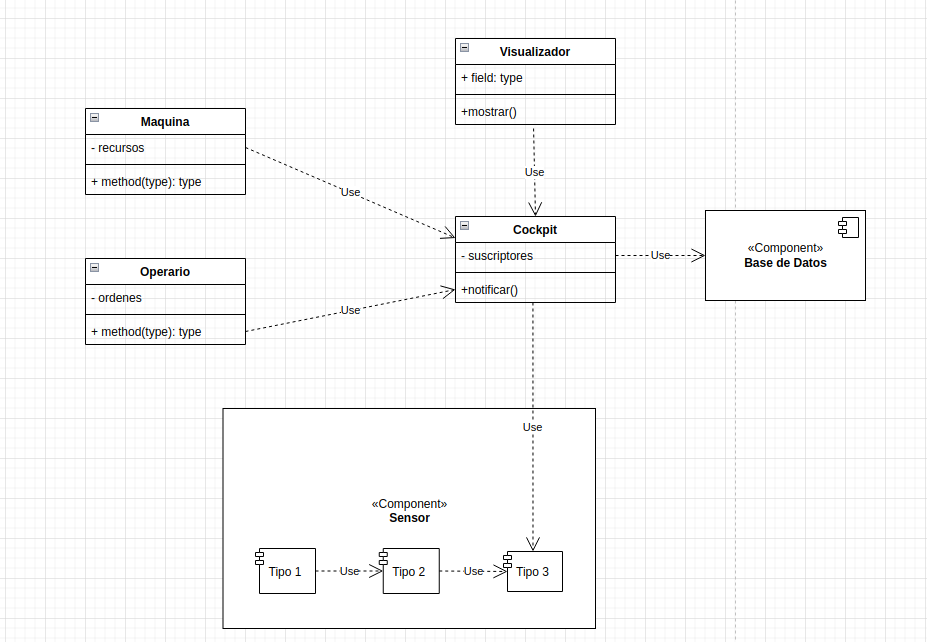 Visualizador
+ field: type
+mostrar()
Maquina
- recursos
+ method(type): type
Use
Use
Cockpit
- suscriptores
+notificar()
Use
«Component»
Base de Datos
Operario
- ordenes
+ method(type): type
Use
Use
«Component»
Sensor
Tipo 1
Use
Tipo 2
Use
Tipo 3